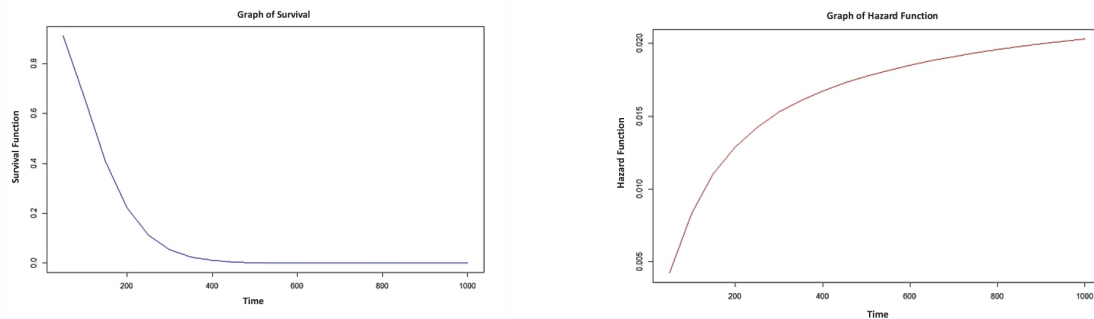 Graph of Survival
Survival Function
0.8
0.6
0.4
0.2
0.0
200 400 600 800 1000
Time
Graph of Hazard Function
Hazard Function
0.020
0.015
0.010
0.005
200 400 600 800 1000
Time